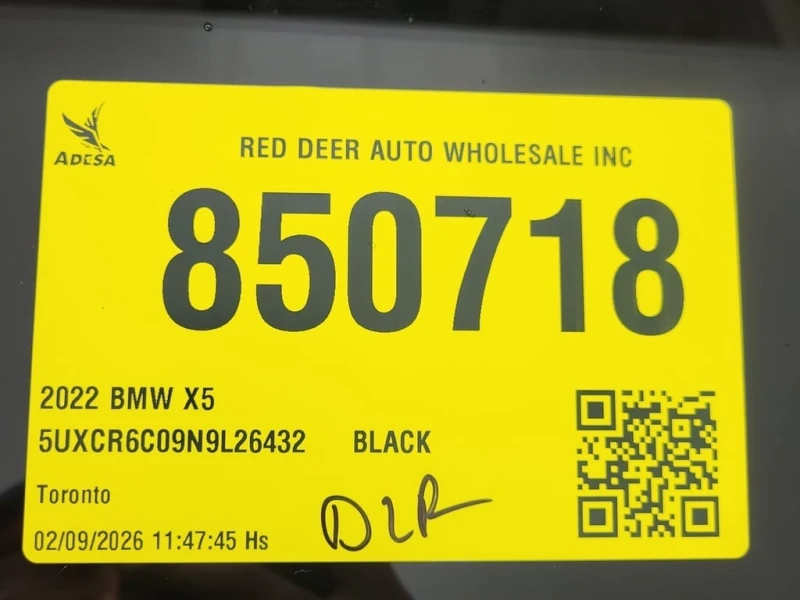 ADESA
RED DEER AUTO WHOLESALE INC
850718
2022 BMW X5
5UXCR6C09N9L26432 BLACK
Toronto
DLR
02/09/2026 11:47:45 Hs